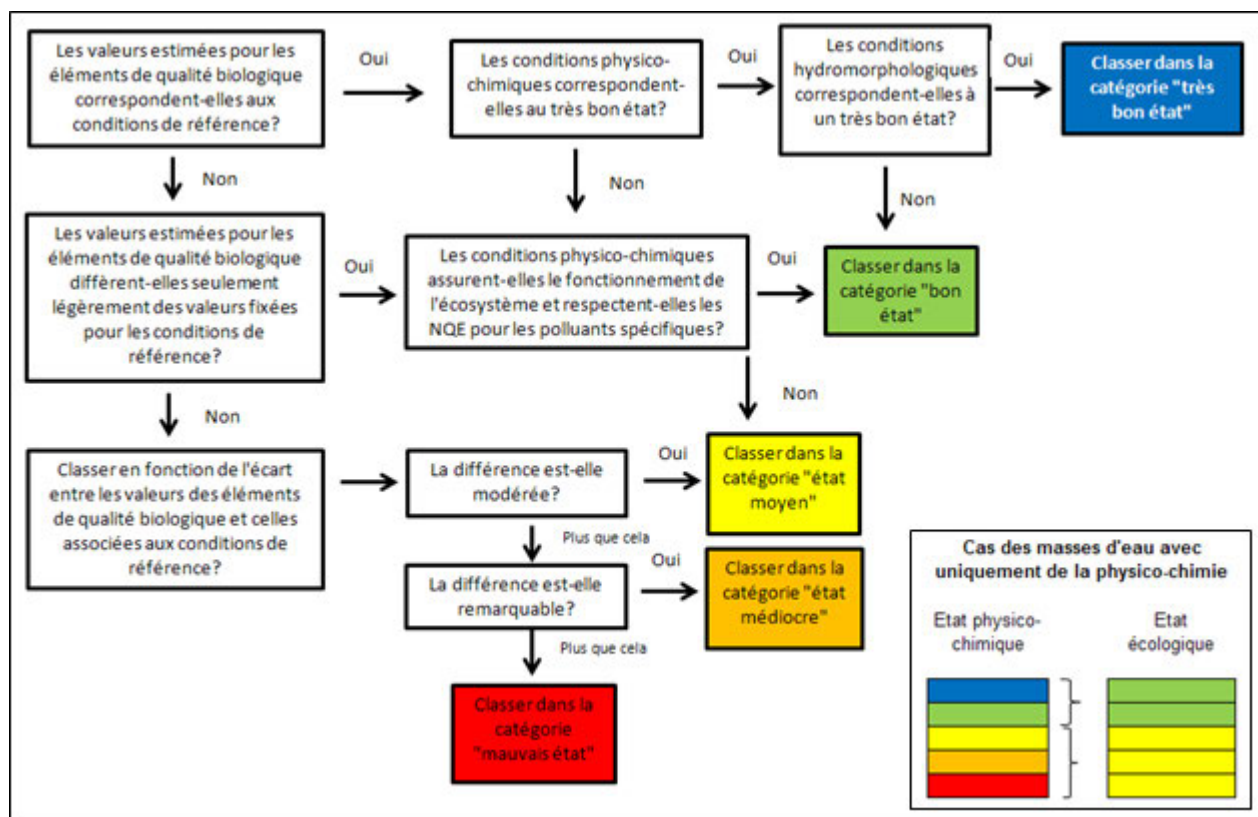 Les valeurs estimées pour les
éléments de qualité biologique
correspondent-elles aux
conditions de référence?
Oui
Les conditions physico-
chimiques correspondent-
elles au très bon état?
Oui
Les conditions
hydromorphologiques
correspondent-elles à
un très bon état?
Oui
Classer dans la
catégorie "très
bon état"
Non
Non
Non
Les valeurs estimées pour les
éléments de qualité biologique
diffèrent-elles seulement
légèrement des valeurs fixées
pour les conditions de
référence?
Oui
Les conditions physico-chimiques
assurent-elles le fonctionnement de
l'écosystème et respectent-elles les
NQE pour les polluants spécifiques?
Oui
Classer dans la
catégorie "bon
état"
Non
Non
Classer en fonction de l'écart
entre les valeurs des éléments
de qualité biologique et celles
associées aux conditions de
référence?
La différence est-elle
modérée?
Oui
Classer dans la
catégorie "état
moyen"
Plus que cela
La différence est-elle
remarquable?
Oui
Classer dans la
catégorie "état
médiocre"
Plus que cela
Classer dans la
catégorie
"mauvais état"
Cas des masses d'eau avec
uniquement de la physico-chimie
Etat physico-
chimique
Etat
écologique